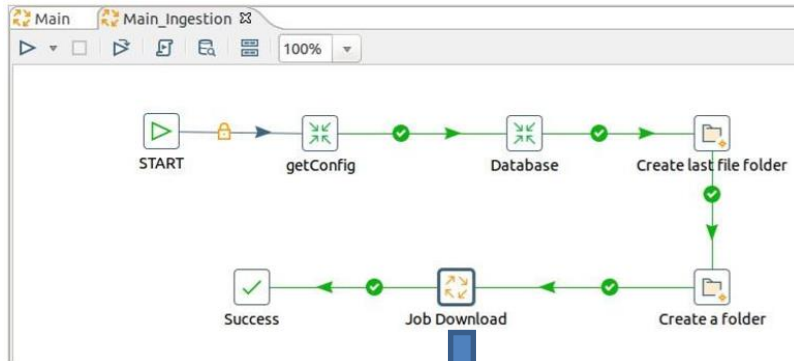 Main
Main_Ingestion
100%
START
getConfig
Database
Create last file folder
Success
Job Download
Create a folder